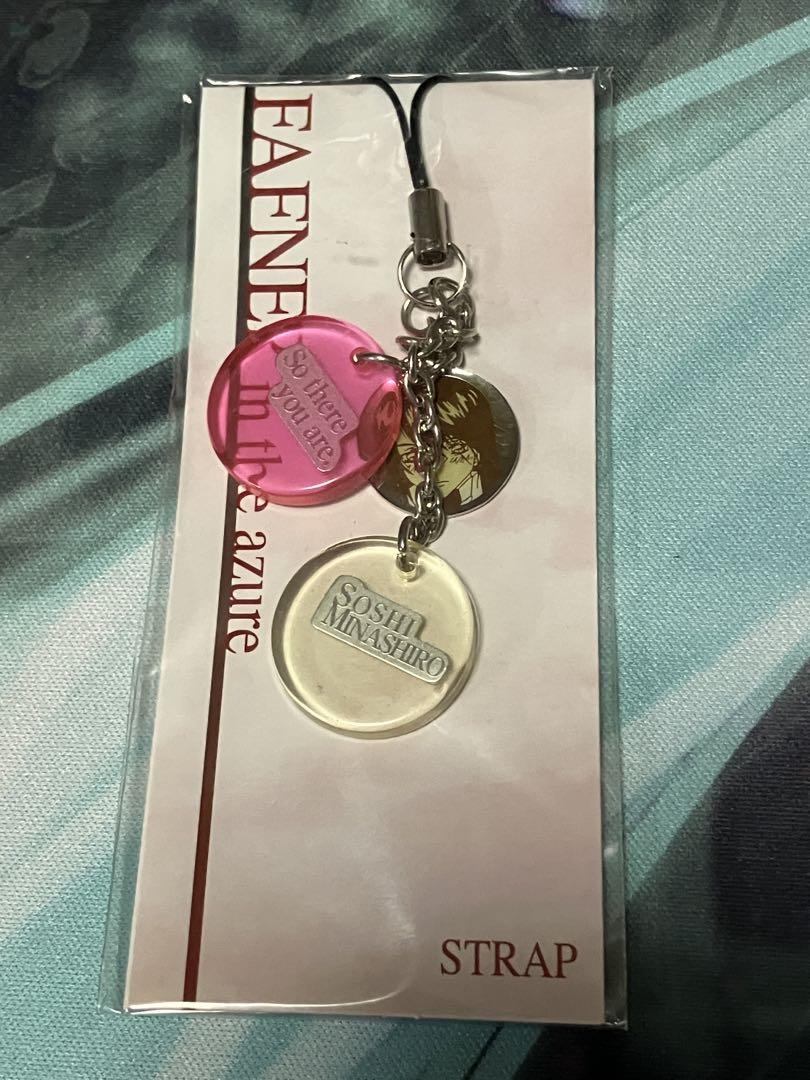 FAFNER in the azure
So there
you are.
SOSHI
MINASHIRO
STRAP